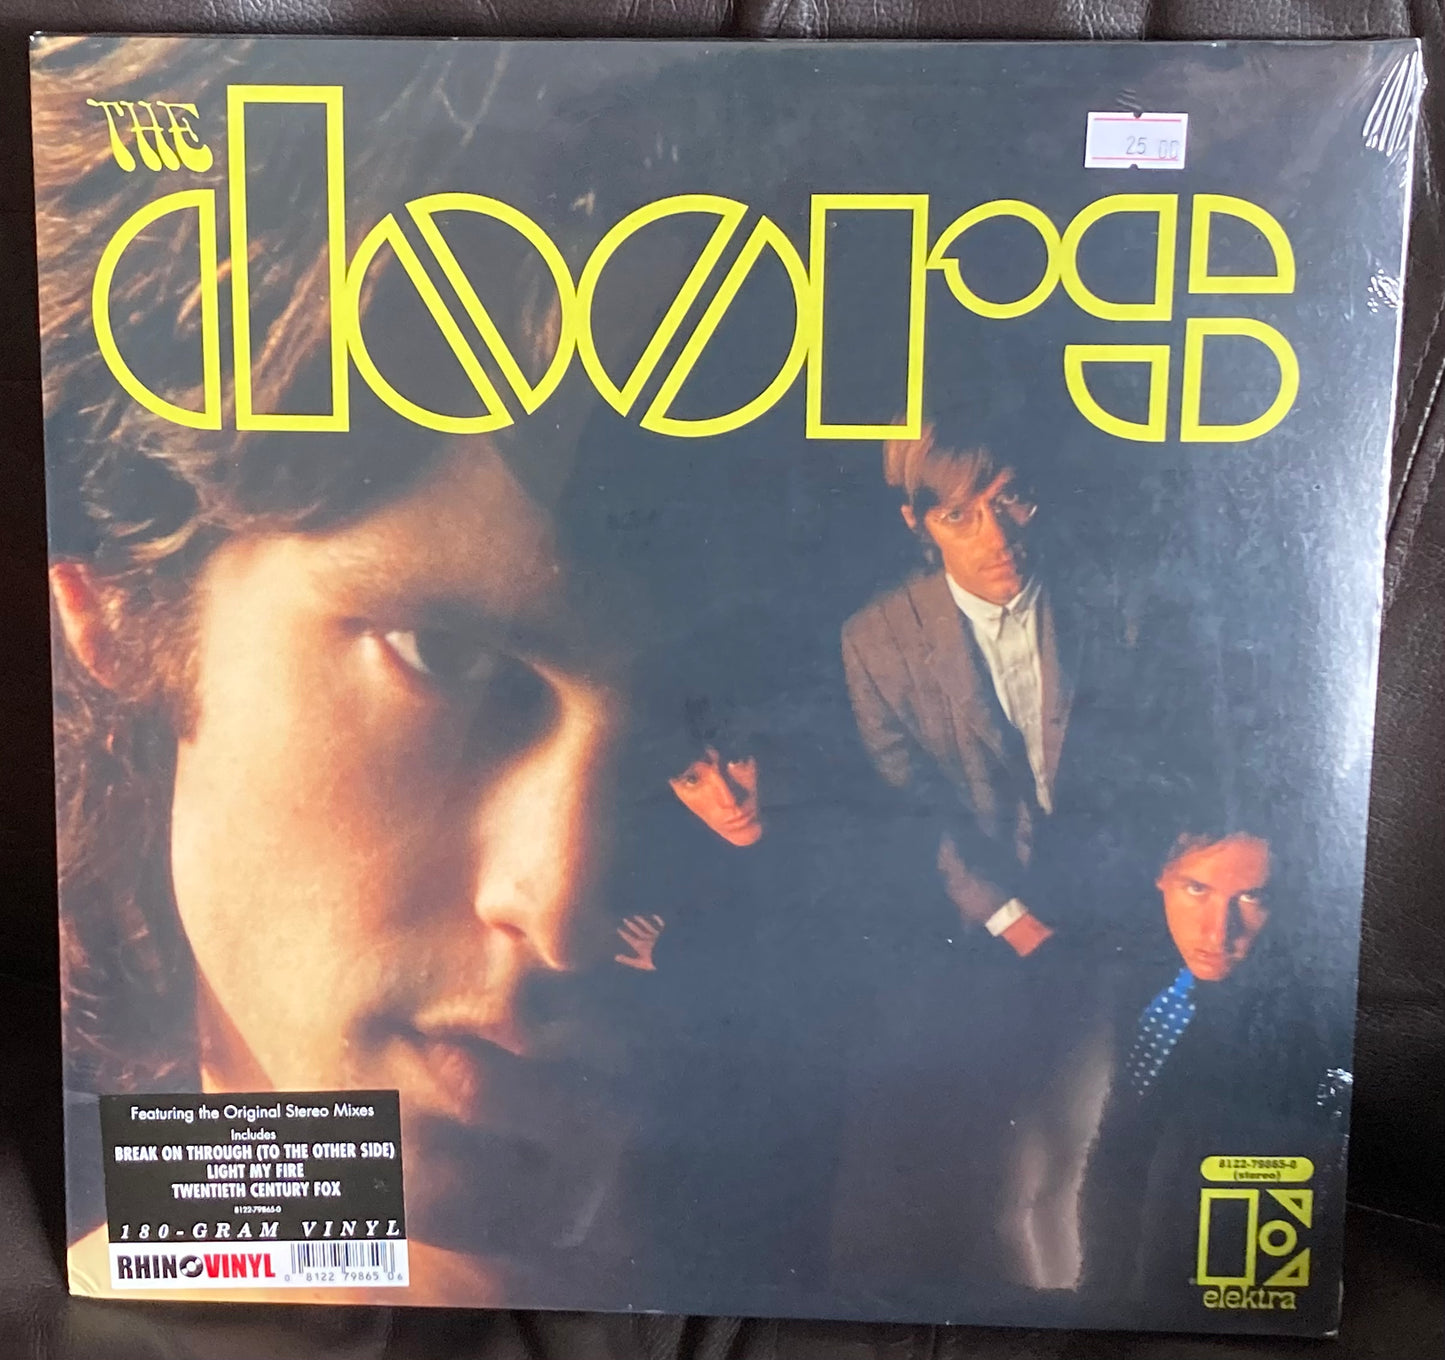 THE
doors
25 00
Featuring the Original Stereo Mixes
Includes
BREAK ON THROUGH (TO THE OTHER SIDE)
LIGHT MY FIRE
TWENTIETH CENTURY FOX
8122-79865-0
180-GRAM VINYL
RHINO VINYL
0 8122 79865 0 6
8122-79865-0
(stereo)
elektra